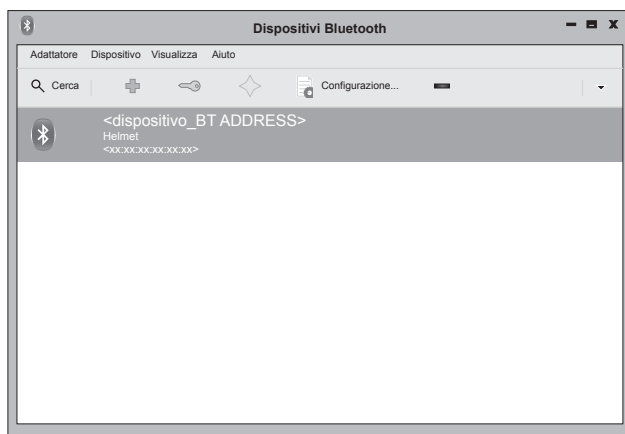 Dispositivi Bluetooth
Adattatore Dispositivo Visualizza Aiuto
Cerca Configurazione...
<dispositivo_BT ADDRESS>
Helmet
<xx:xx:xx:xx:xx:xx>